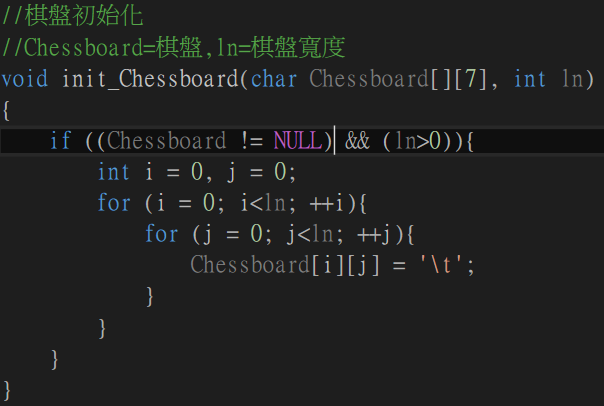 //棋盤初始化
//Chessboard=棋盤,ln=棋盤寬度
void init_Chessboard(char Chessboard[][7], int ln)
{
    if ((Chessboard != NULL) && (ln>0)){
        int i = 0, j = 0;
        for (i = 0; i<ln; ++i){
            for (j = 0; j<ln; ++j){
                Chessboard[i][j] = '\t';
            }
        }
    }
}